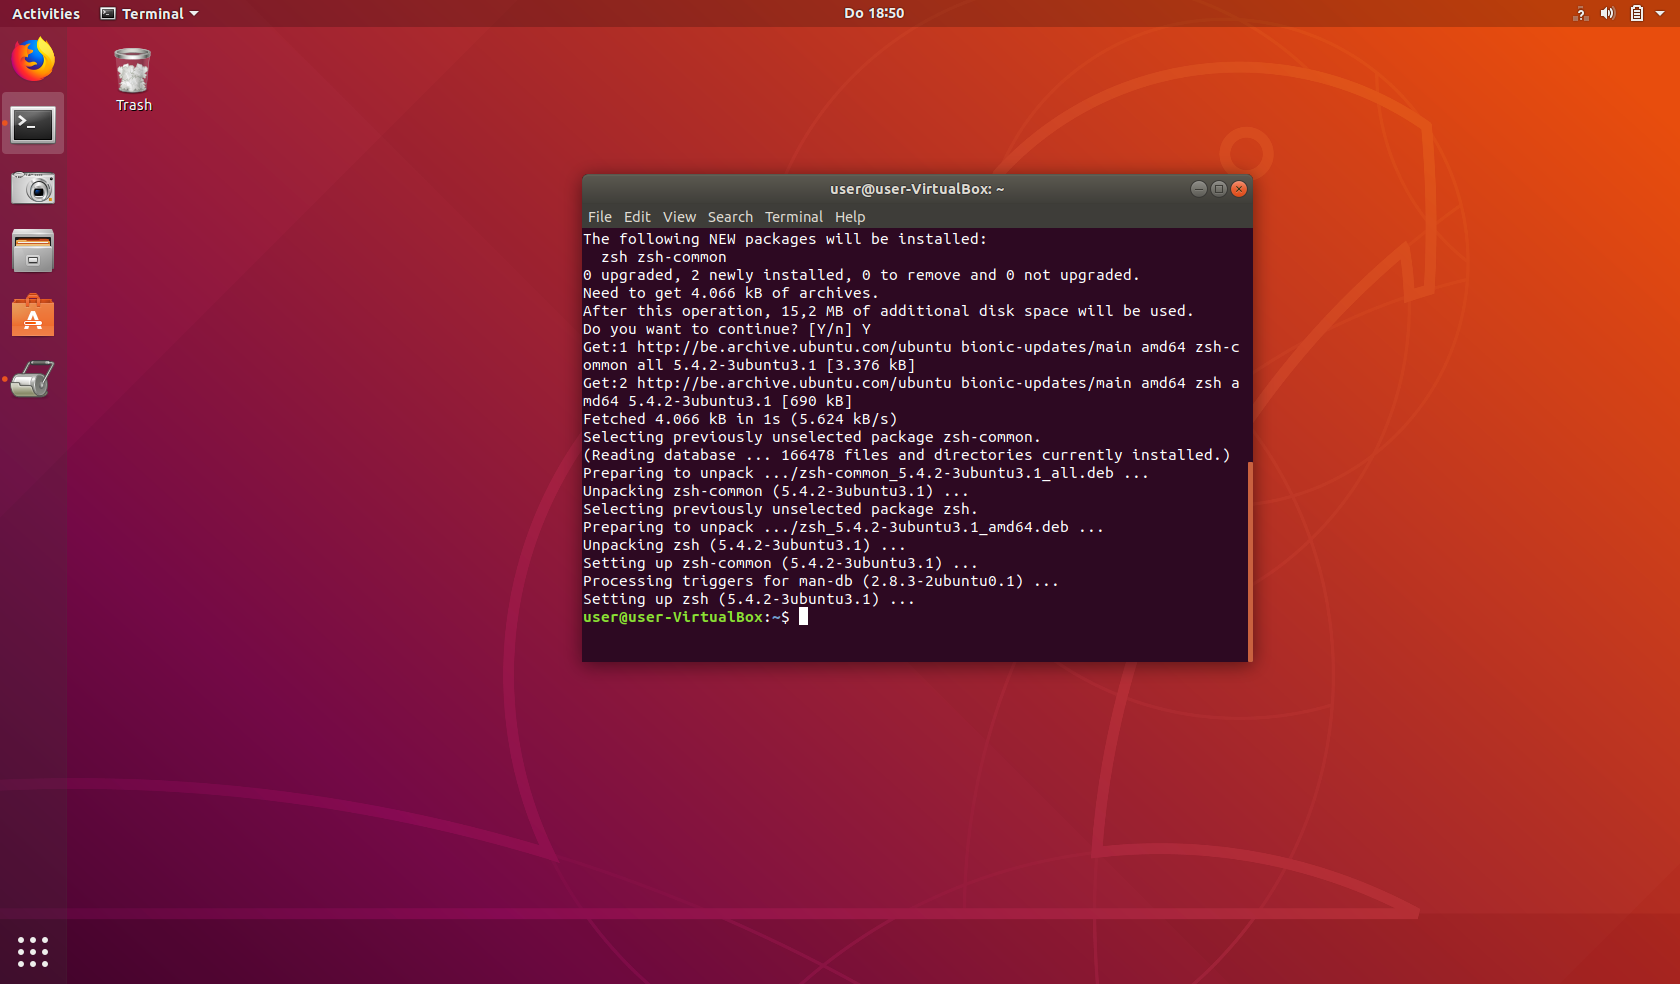 Activities Terminal Do 18:50
Trash
user@user-VirtualBox: ~
File Edit View Search Terminal Help
The following NEW packages will be installed:
  zsh zsh-common
0 upgraded, 2 newly installed, 0 to remove and 0 not upgraded.
Need to get 4.066 kB of archives.
After this operation, 15,2 MB of additional disk space will be used.
Do you want to continue? [Y/n] Y
Get:1 http://be.archive.ubuntu.com/ubuntu bionic-updates/main amd64 zsh-c
ommon all 5.4.2-3ubuntu3.1 [3.376 kB]
Get:2 http://be.archive.ubuntu.com/ubuntu bionic-updates/main amd64 zsh a
md64 5.4.2-3ubuntu3.1 [690 kB]
Fetched 4.066 kB in 1s (5.624 kB/s)
Selecting previously unselected package zsh-common.
(Reading database ... 166478 files and directories currently installed.)
Preparing to unpack .../zsh-common_5.4.2-3ubuntu3.1_all.deb ...
Unpacking zsh-common (5.4.2-3ubuntu3.1) ...
Selecting previously unselected package zsh.
Preparing to unpack .../zsh_5.4.2-3ubuntu3.1_amd64.deb ...
Unpacking zsh (5.4.2-3ubuntu3.1) ...
Setting up zsh-common (5.4.2-3ubuntu3.1) ...
Processing triggers for man-db (2.8.3-2ubuntu0.1) ...
Setting up zsh (5.4.2-3ubuntu3.1) ...
user@user-VirtualBox:~$